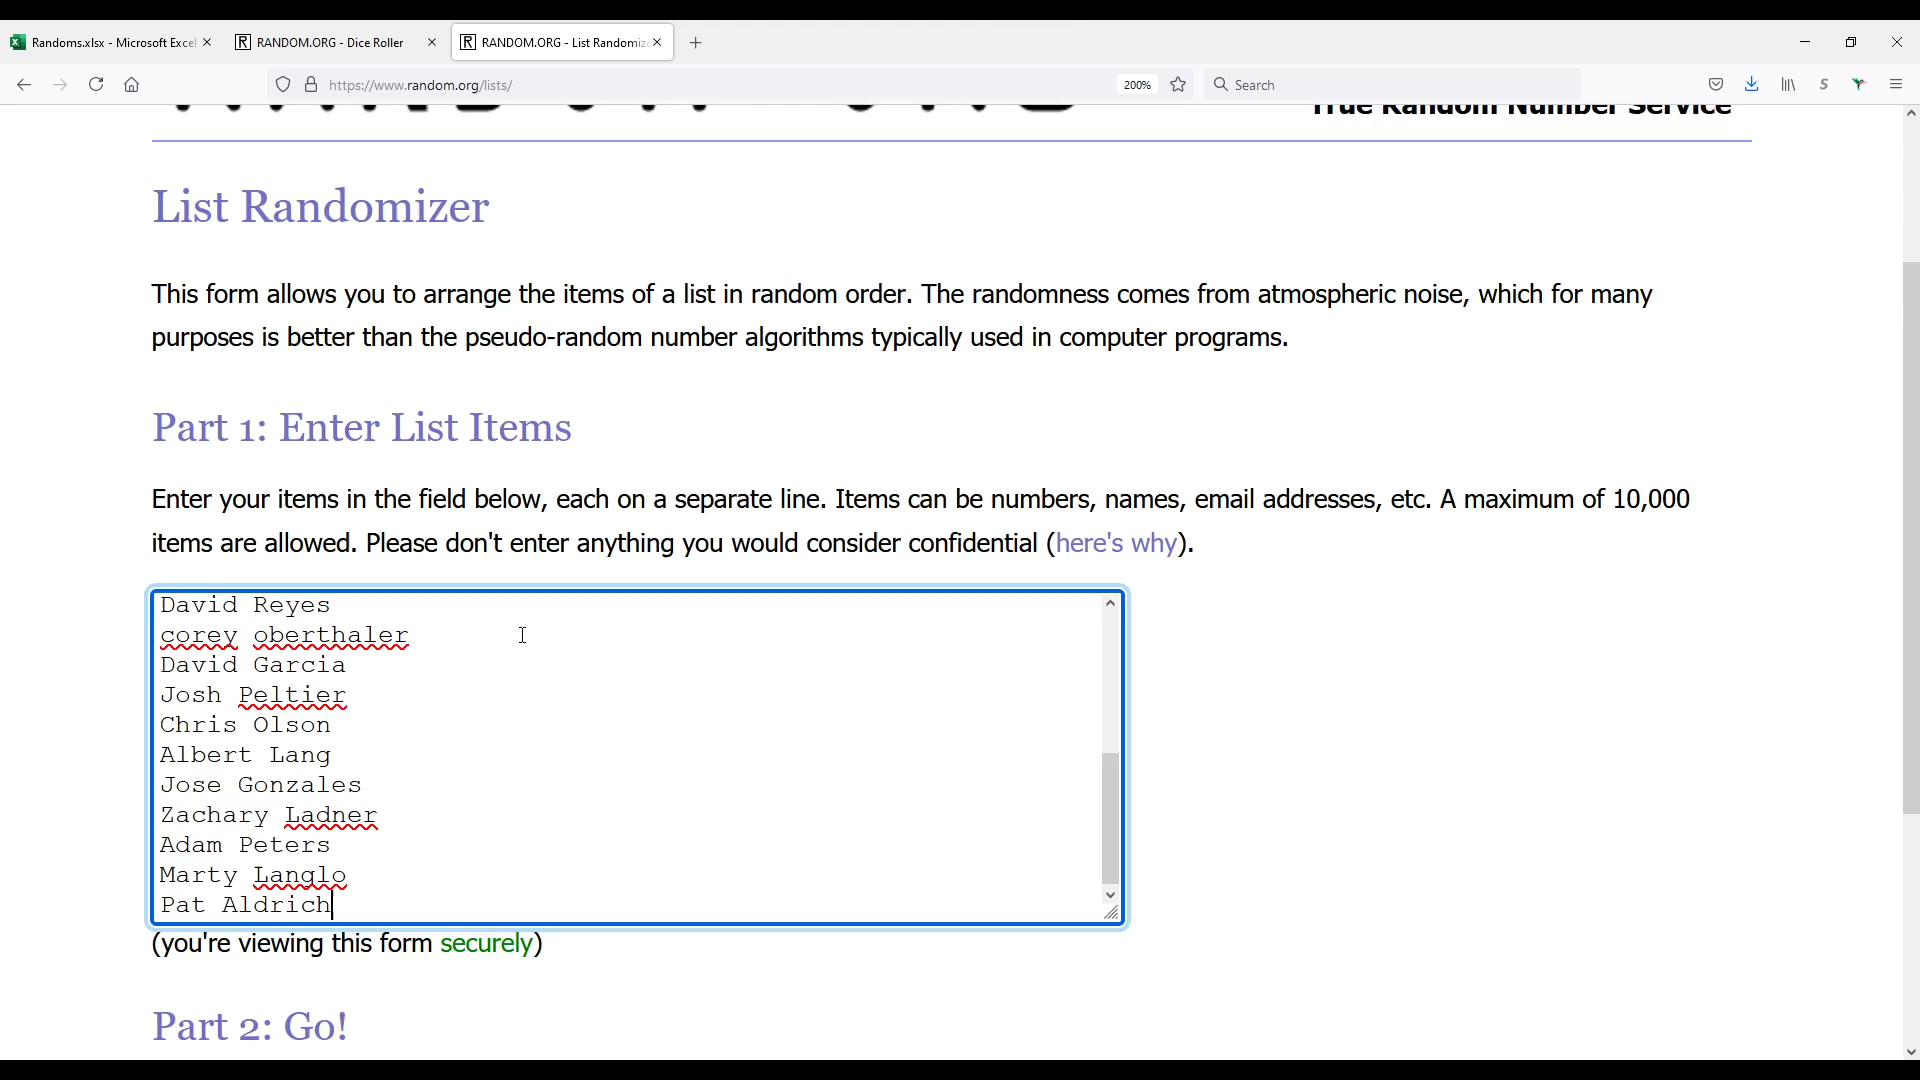 Randoms.xlsx - Microsoft Excel
RANDOM.ORG - Dice Roller
RANDOM.ORG - List Randomize
https://www.random.org/lists/
200%
Search
True Random Number Service
List Randomizer
This form allows you to arrange the items of a list in random order. The randomness comes from atmospheric noise, which for many
purposes is better than the pseudo-random number algorithms typically used in computer programs.
Part 1: Enter List Items
Enter your items in the field below, each on a separate line. Items can be numbers, names, email addresses, etc. A maximum of 10,000
items are allowed. Please don't enter anything you would consider confidential (here's why).
David Reyes
corey oberthaler
David Garcia
Josh Peltier
Chris Olson
Albert Lang
Jose Gonzales
Zachary Ladner
Adam Peters
Marty Langlo
Pat Aldrich
(you're viewing this form securely)
Part 2: Go!